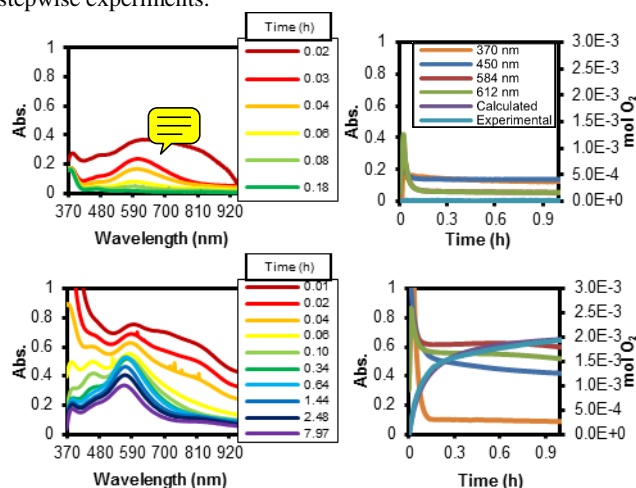 stepwise experiments.
Time (h)
0.02
0.03
0.04
0.06
0.08
0.18
1
0.8
0.6
0.4
0.2
0
Abs.
370 480 590 700 810 920
Wavelength (nm)
370 nm
450 nm
584 nm
612 nm
Calculated
Experimental
1
0.8
0.6
0.4
0.2
0
Abs.
3.0E-3
2.5E-3
2.0E-3
1.5E-3
1.0E-3
5.0E-4
0.0E+0
mol O2
0 0.3 0.6 0.9
Time (h)
Time (h)
0.01
0.02
0.04
0.06
0.10
0.34
0.64
1.44
2.48
7.97
1
0.8
0.6
0.4
0.2
0
Abs.
370 480 590 700 810 920
Wavelength (nm)
1
0.8
0.6
0.4
0.2
0
Abs.
3.0E-3
2.5E-3
2.0E-3
1.5E-3
1.0E-3
5.0E-4
0.0E+0
mol O2
0 0.3 0.6 0.9
Time (h)